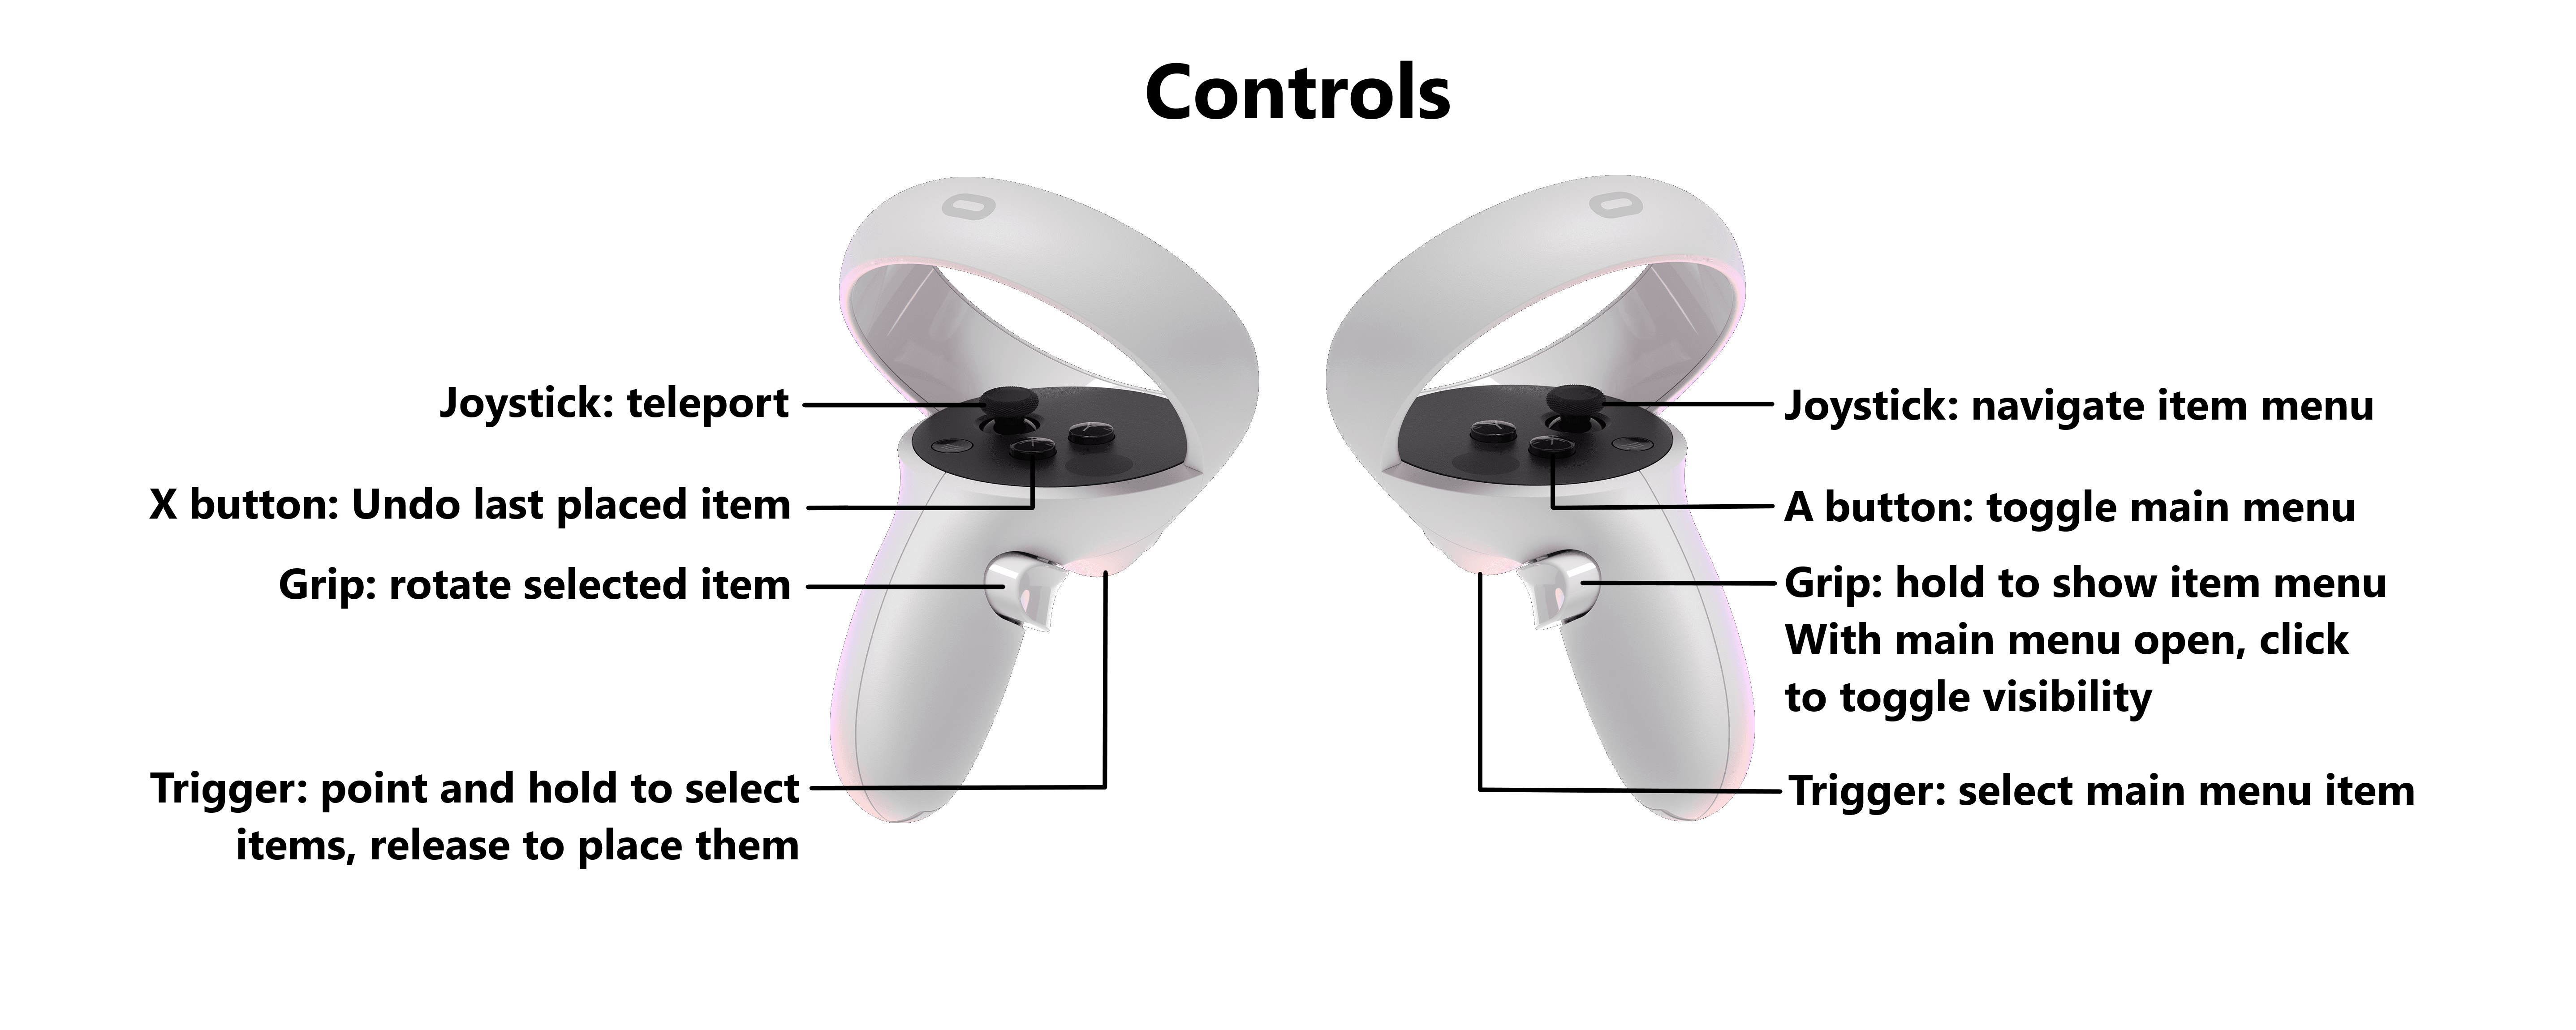 Controls
Joystick: teleport
X button: Undo last placed item
Grip: rotate selected item
Trigger: point and hold to select
items, release to place them
Joystick: navigate item menu
A button: toggle main menu
Grip: hold to show item menu
With main menu open, click
to toggle visibility
Trigger: select main menu item